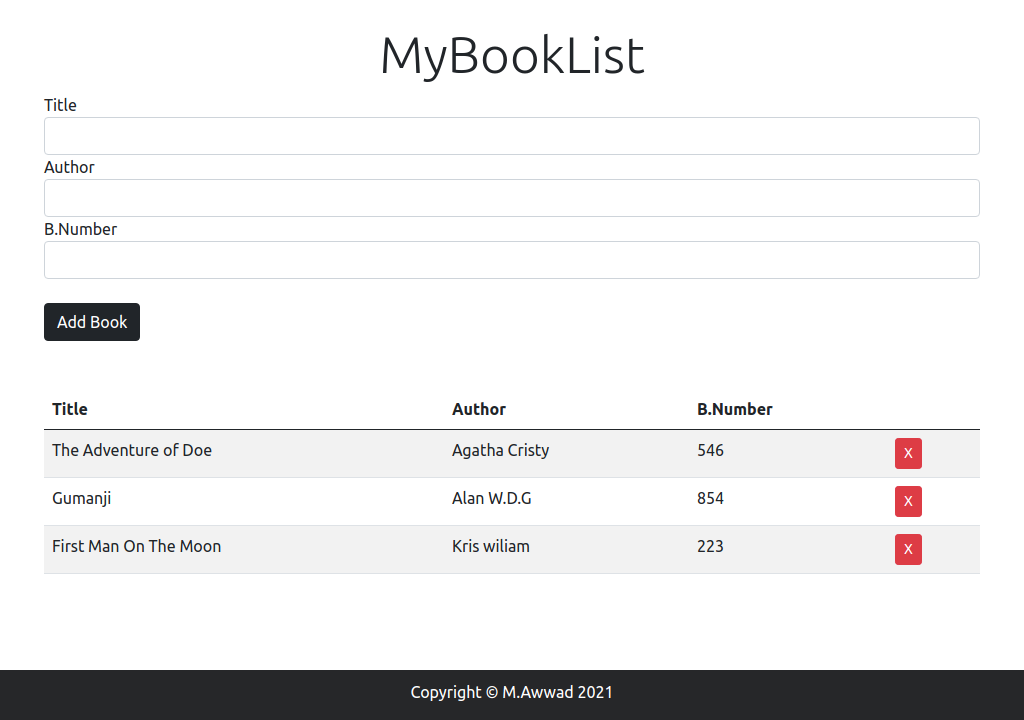 MyBookList
Title
Author
B.Number
Add Book
Title Author B.Number
The Adventure of Doe Agatha Cristy 546 X
Gumanji Alan W.D.G 854 X
First Man On The Moon Kris wiliam 223 X
Copyright © M.Awwad 2021